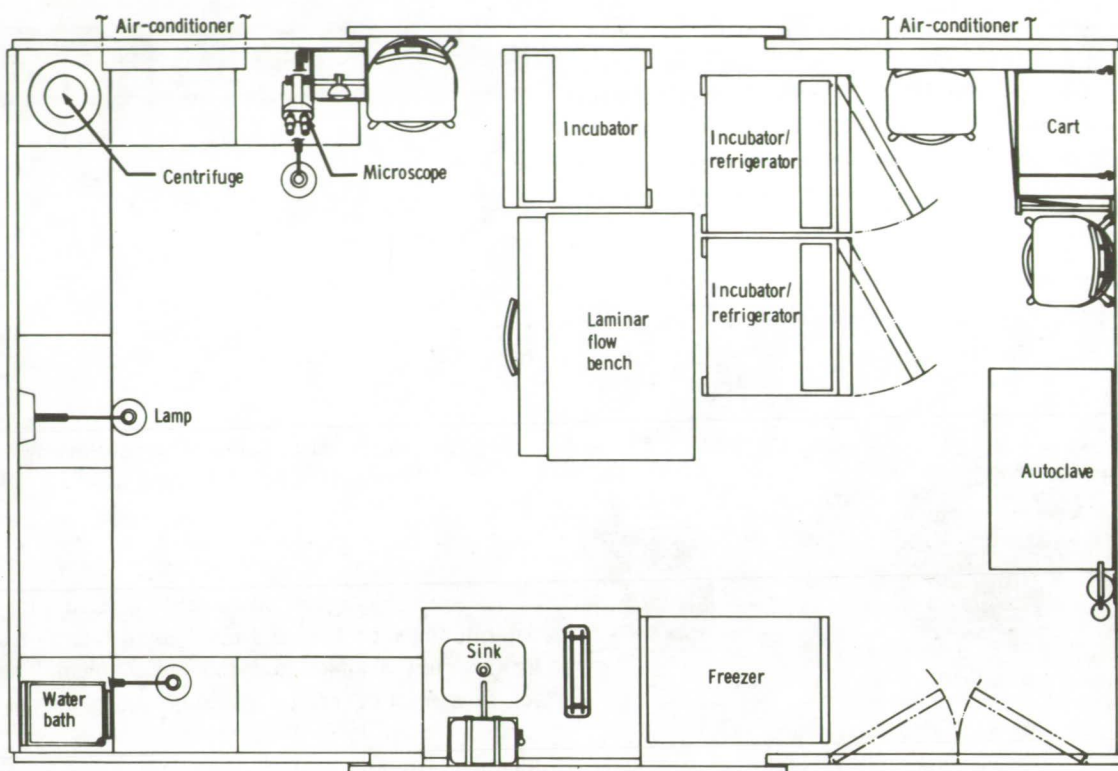 Air-conditioner
Air-conditioner
Centrifuge
Microscope
Incubator
Incubator/
refrigerator
Cart
Incubator/
refrigerator
Laminar
flow
bench
Lamp
Autoclave
Sink
Freezer
Water
bath